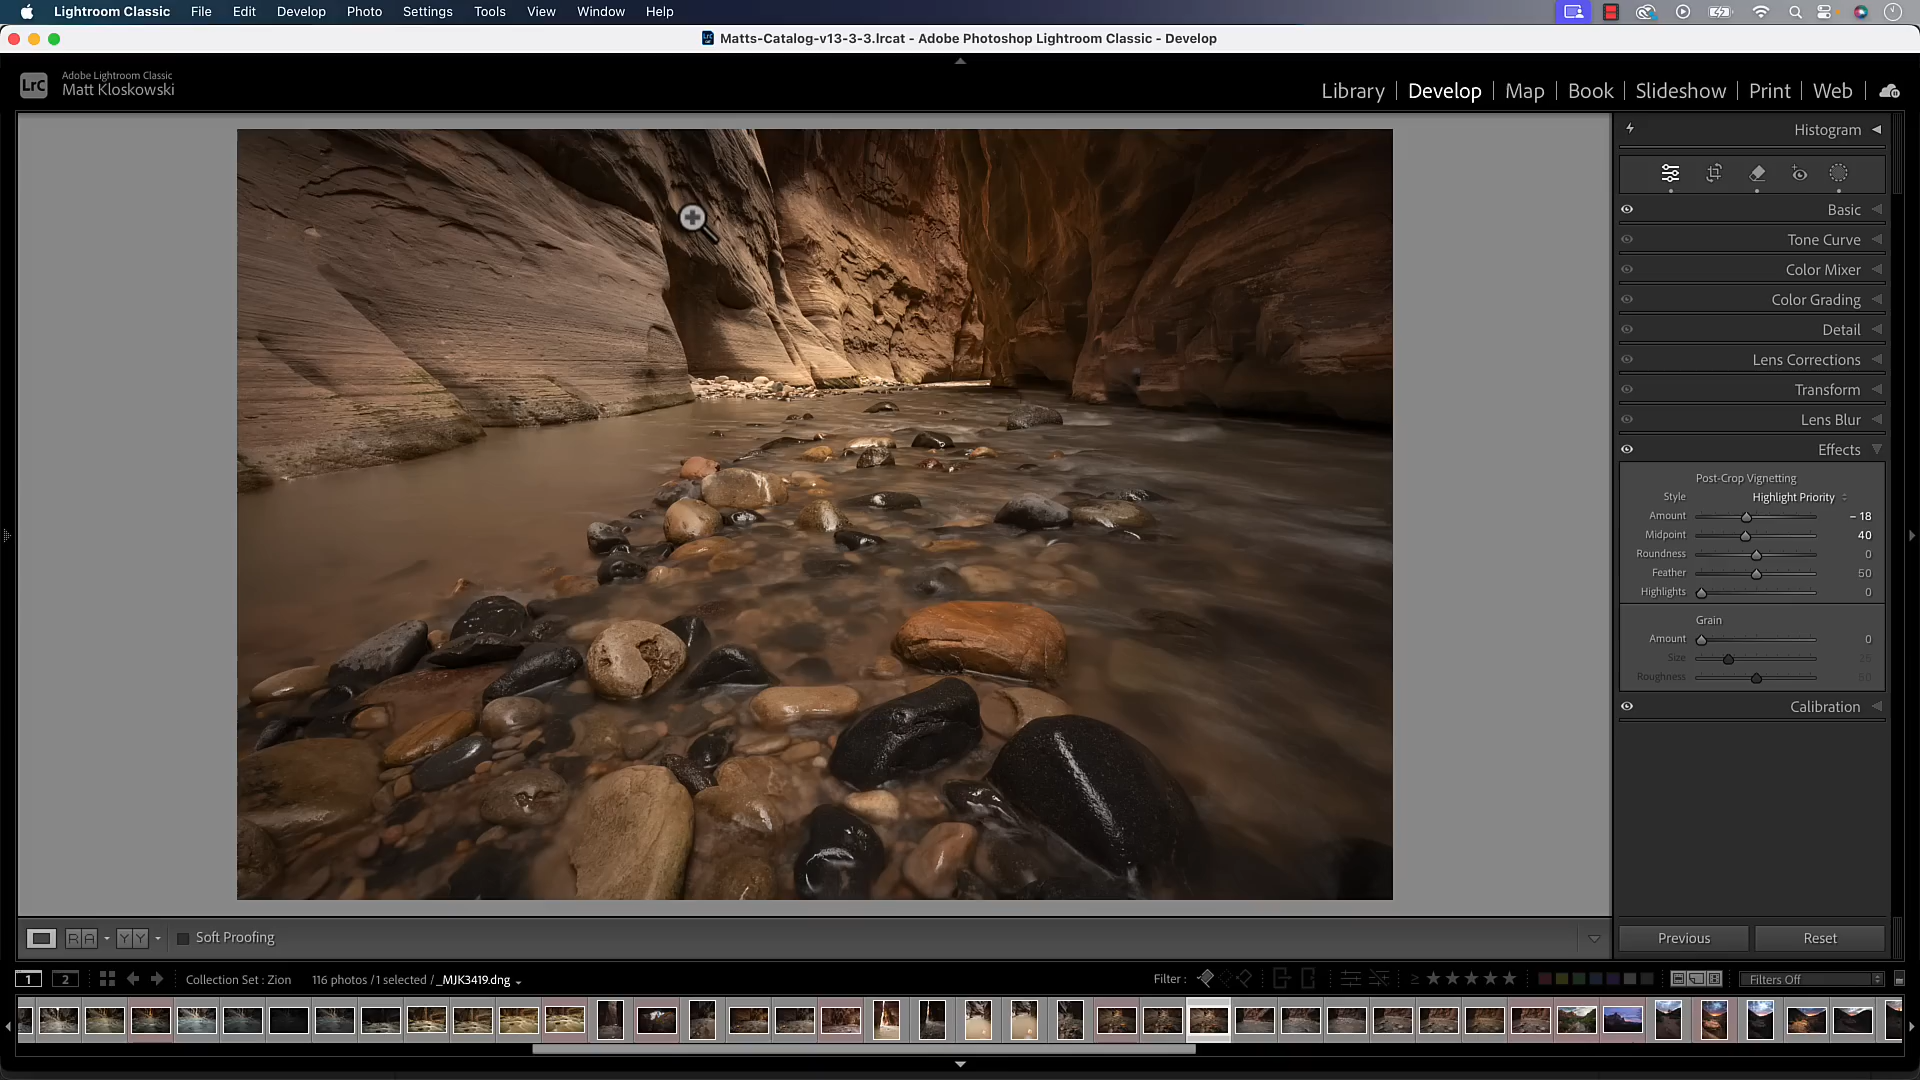 Lightroom Classic File Edit Develop Photo Settings Tools View Window Help
Matts-Catalog-v13-3-3.lrcat - Adobe Photoshop Lightroom Classic - Develop
LrC
Adobe Lightroom Classic
Matt Kloskowski
Library | Develop | Map | Book | Slideshow | Print | Web
Histogram
Basic
Tone Curve
Color Mixer
Color Grading
Detail
Lens Corrections
Transform
Lens Blur
Effects
Post-Crop Vignetting
Style Highlight Priority
Amount – 18
Midpoint 40
Roundness 0
Feather 50
Highlights 0
Grain
Amount 0
Size 25
Roughness 50
Calibration
R A Y Y Soft Proofing
Previous Reset
1 2 Collection Set : Zion 116 photos / 1 selected / _MJK3419.dng Filter : ≥ Filters Off